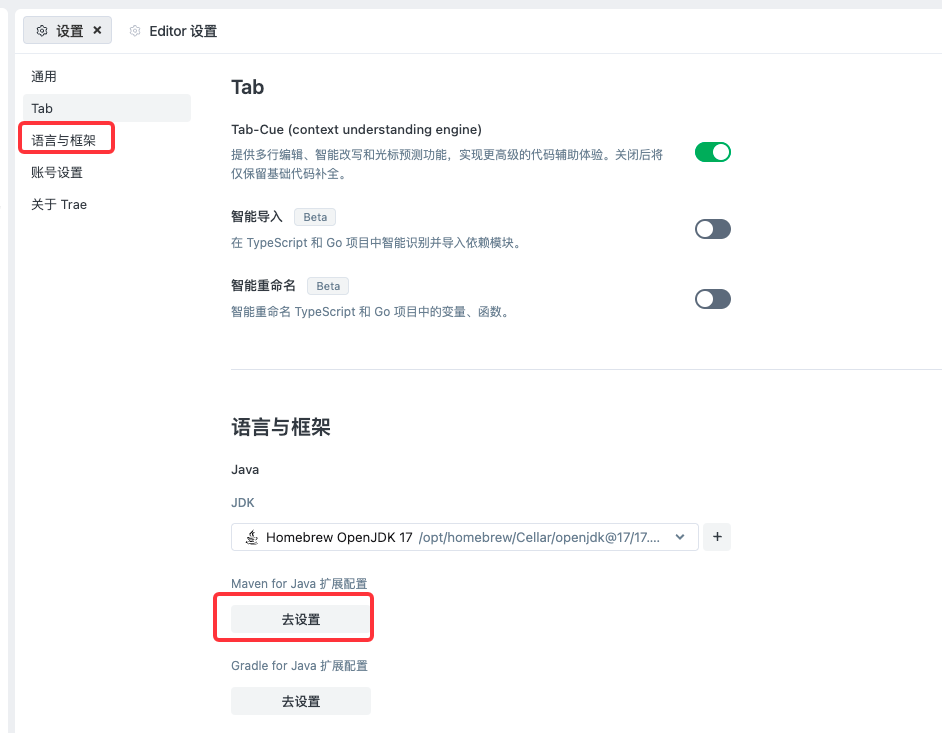 设置
Editor 设置
通用
Tab
语言与框架
账号设置
关于 Trae
Tab
Tab-Cue (context understanding engine)
提供多行编辑、智能改写和光标预测功能，实现更高级的代码辅助体验。关闭后将
仅保留基础代码补全。
智能导入 Beta
在 TypeScript 和 Go 项目中智能识别并导入依赖模块。
智能重命名 Beta
智能重命名 TypeScript 和 Go 项目中的变量、函数。
语言与框架
Java
JDK
Homebrew OpenJDK 17 /opt/homebrew/Cellar/openjdk@17/17....
Maven for Java 扩展配置
去设置
Gradle for Java 扩展配置
去设置